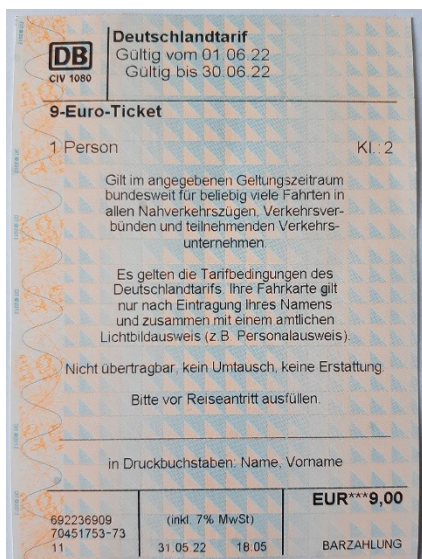 DB
CIV 1080
Deutschlandtarif
Gültig vom 01.06.22
Gültig bis 30.06.22
9-Euro-Ticket
1 Person Kl.: 2
Gilt im angegebenen Geltungszeitraum
bundesweit für beliebig viele Fahrten in
allen Nahverkehrszügen, Verkehrsver-
bünden und teilnehmenden Verkehrs-
unternehmen.
Es gelten die Tarifbedingungen des
Deutschlandtarifs. Ihre Fahrkarte gilt
nur nach Eintragung Ihres Namens
und zusammen mit einem amtlichen
Lichtbildausweis (z.B. Personalausweis).
Nicht übertragbar, kein Umtausch, keine Erstattung.
Bitte vor Reiseantritt ausfüllen.
in Druckbuchstaben: Name, Vorname
EUR***9,00
692236909 (inkl. 7% MwSt)
70451753-73
11 31.05.22 18:05 BARZAHLUNG